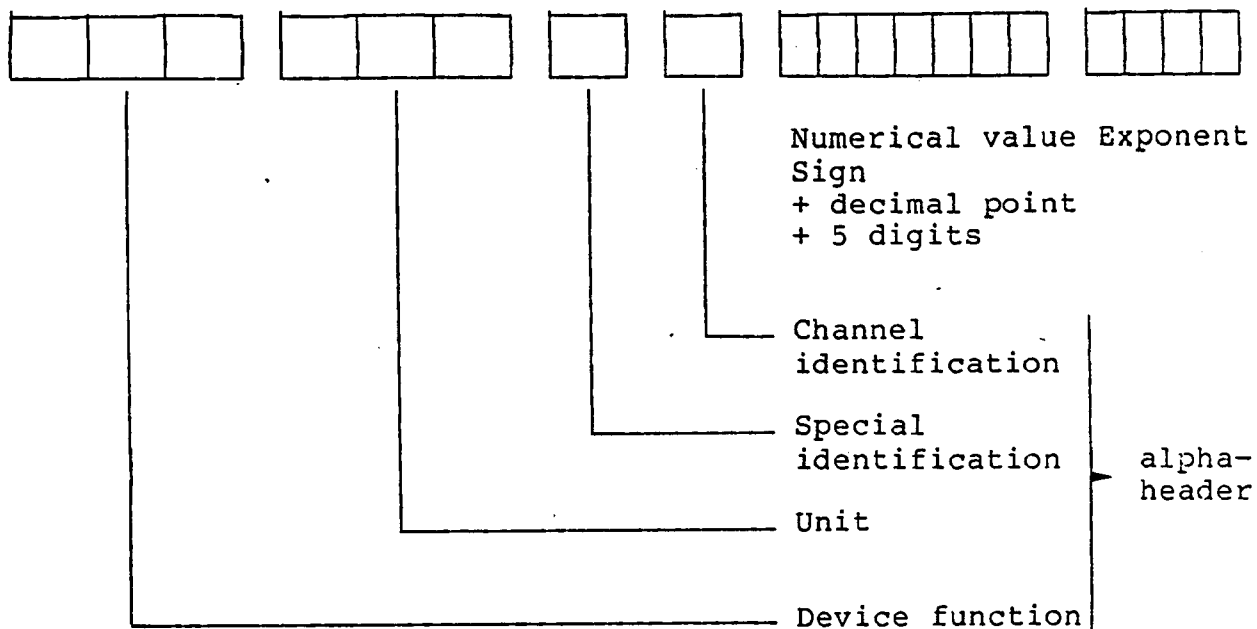 Numerical value Exponent
Sign
+ decimal point
+ 5 digits
Channel
identification
Special
identification
alpha-
header
Unit
Device function